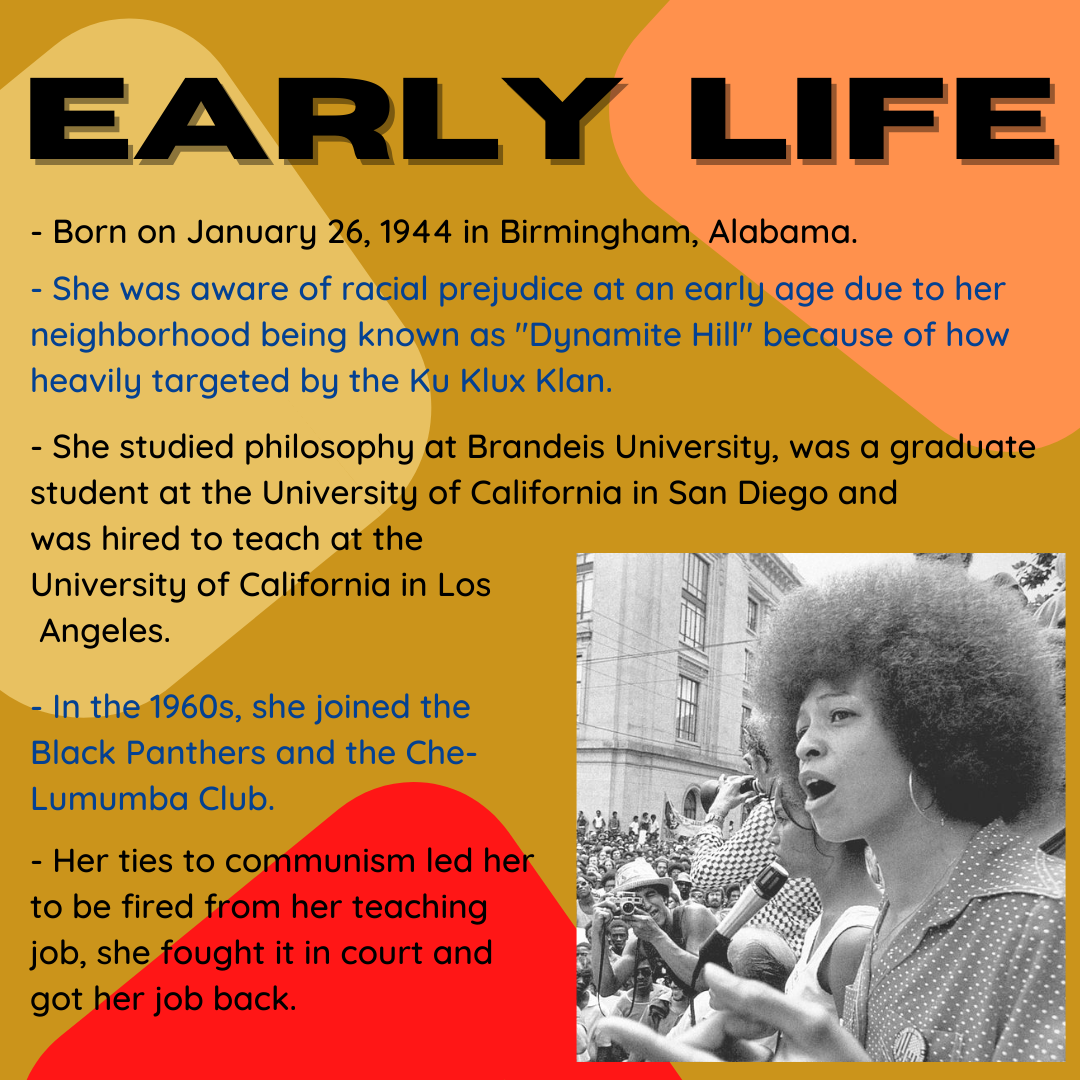 EARLY LIFE
- Born on January 26, 1944 in Birmingham, Alabama.
- She was aware of racial prejudice at an early age due to her
neighborhood being known as "Dynamite Hill" because of how
heavily targeted by the Ku Klux Klan.
- She studied philosophy at Brandeis University, was a graduate
student at the University of California in San Diego and
was hired to teach at the
University of California in Los
Angeles.
- In the 1960s, she joined the
Black Panthers and the Che-
Lumumba Club.
- Her ties to communism led her
to be fired from her teaching
job, she fought it in court and
got her job back.